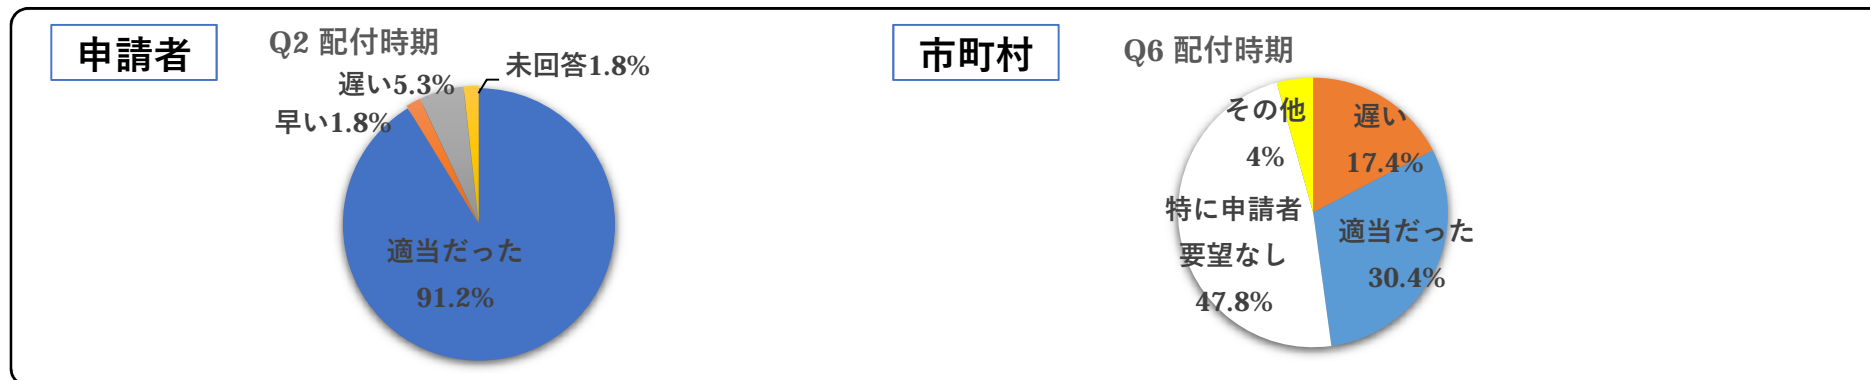 申請者
Q2 配付時期
未回答1.8%
遅い5.3%
早い1.8%
適当だった
91.2%
市町村
Q6 配付時期
その他
4%
遅い
17.4%
特に申請者
要望なし
47.8%
適当だった
30.4%